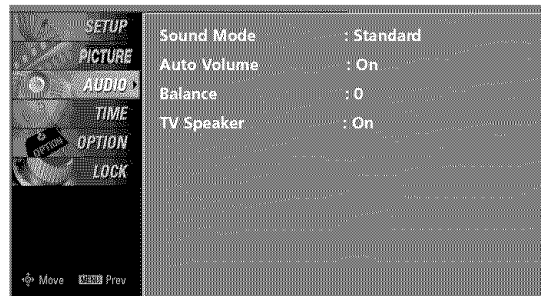 SETUP
PICTURE
AUDIO
TIME
OPTION
LOCK
Sound Mode : Standard
Auto Volume : On
Balance : 0
TV Speaker : On
OPTION
Move MENU Prev